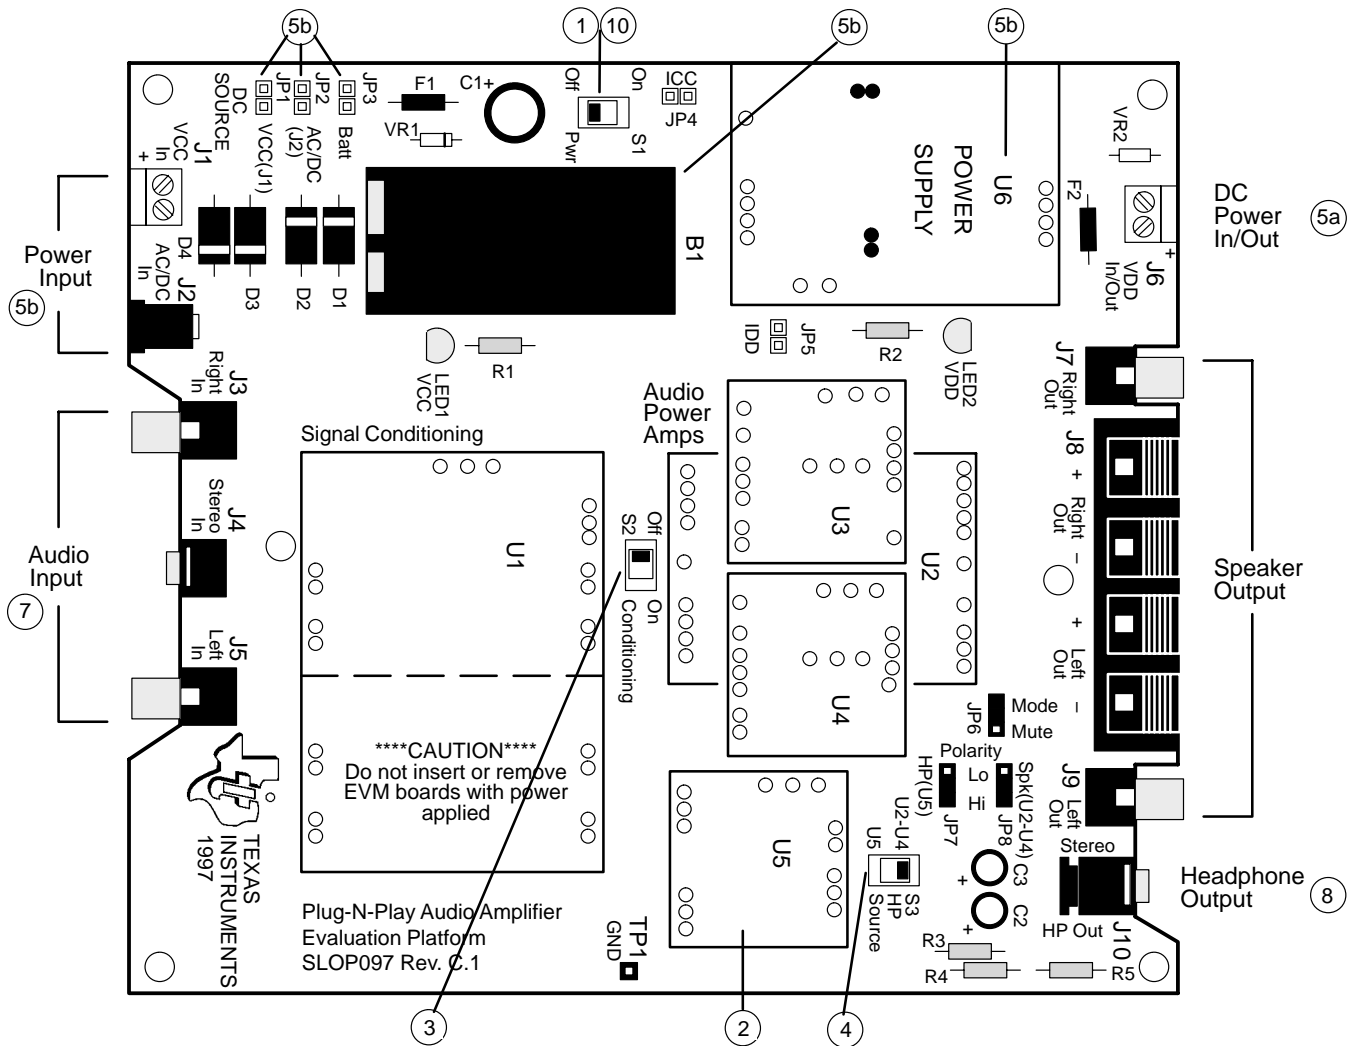 5b
1
10
5b
5b
DC
SOURCE
JP1
VCC(J1)
JP2
AC/DC
(J2)
JP3
Batt
F1
VR1
C1+
Off
On
Pwr
S1
ICC
JP4
U6
POWER
SUPPLY
VR2
F2
J1
VCC
In
+
J6
VDD
In/Out
+
DC
Power
In/Out
5a
Power
Input
5b
D4
AC/DC
In
J2
D3
D2
D1
B1
R1
LED1
VCC
IDD
JP5
R2
LED2
VDD
J3
Right
In
J7
Right
Out
Audio
Power
Amps
Signal Conditioning
J4
Stereo
In
Audio
Input
7
J5
Left
In
U1
S2
Off
On
Conditioning
U3
U2
U4
J8
+
Right
Out
–
+
Left
Out
–
Speaker
Output
JP6
Mode
Mute
Polarity
HP(U5)
Lo
Hi
JP7
Spk(U2-U4)
JP8
J9
Left
Out
****CAUTION****
Do not insert or remove
EVM boards with power
applied
TEXAS
INSTRUMENTS
1997
U5
U5
U2-U4
S3
HP
Source
+
C3
C2
+
Stereo
HP Out
J10
Headphone
Output
8
R3
R4
R5
Plug-N-Play Audio Amplifier
Evaluation Platform
SLOP097 Rev. C.1
TP1
GND
3
2
4